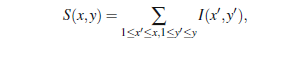 S(x,y) = ∑ I(x′,y′),
1≤x′≤x,1≤y′≤y